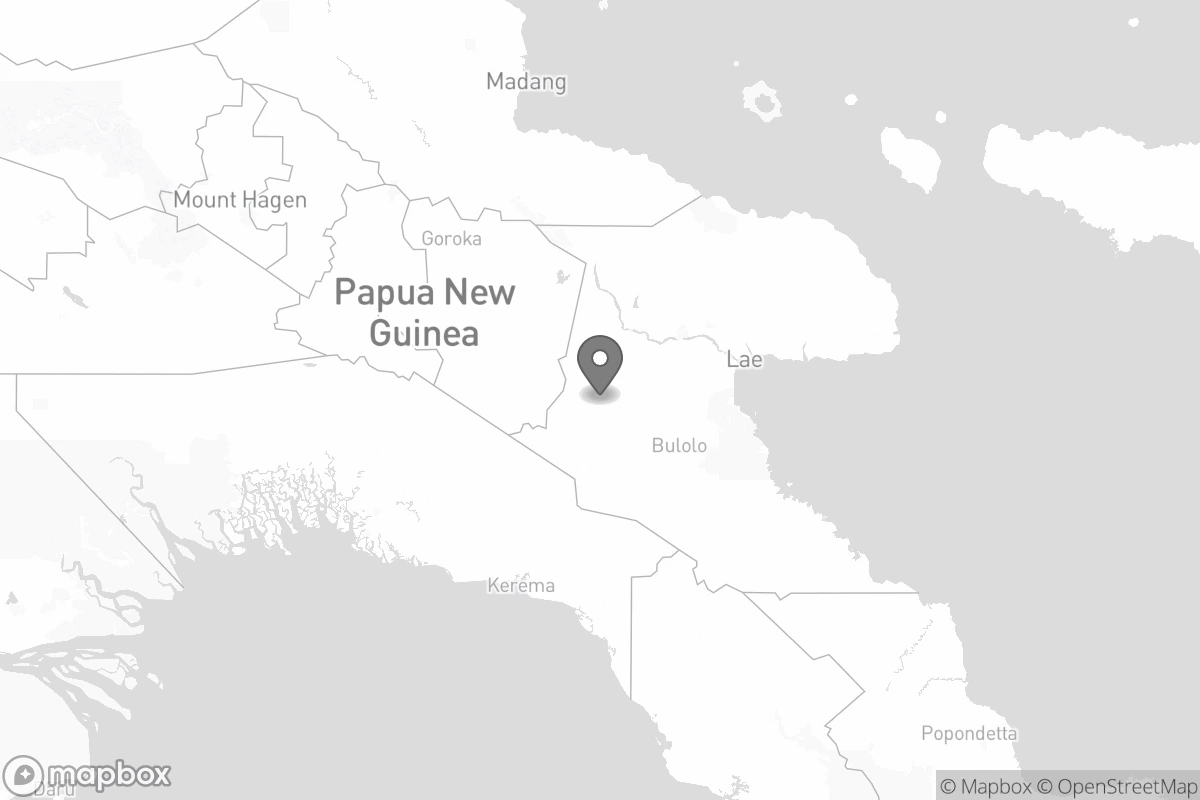 Madang
Mount Hagen
Goroka
Papua New
Guinea
Lae
Bulolo
Kerema
Popondetta
Daru
mapbox
© Mapbox © OpenStreetMap